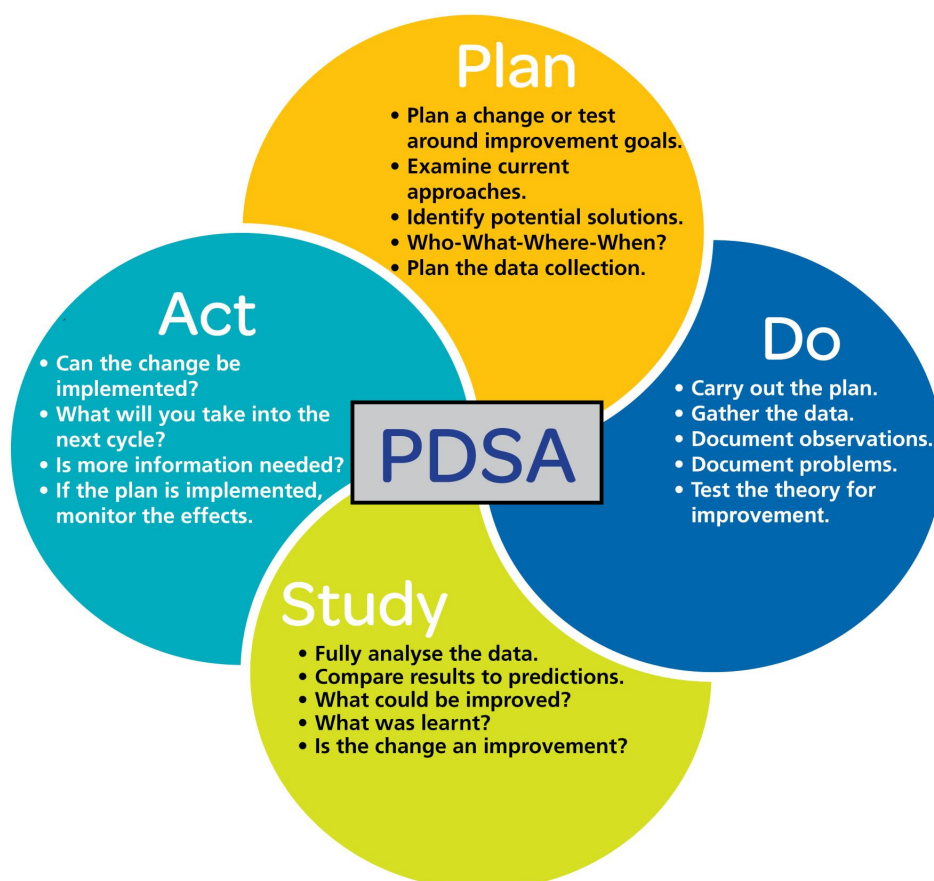 Plan
• Plan a change or test
around improvement goals.
• Examine current
approaches.
• Identify potential solutions.
• Who-What-Where-When?
• Plan the data collection.
Do
• Carry out the plan.
• Gather the data.
• Document observations.
• Document problems.
• Test the theory for
improvement.
Study
• Fully analyse the data.
• Compare results to predictions.
• What could be improved?
• What was learnt?
• Is the change an improvement?
Act
• Can the change be
implemented?
• What will you take into the
next cycle?
• Is more information needed?
• If the plan is implemented,
monitor the effects.
PDSA